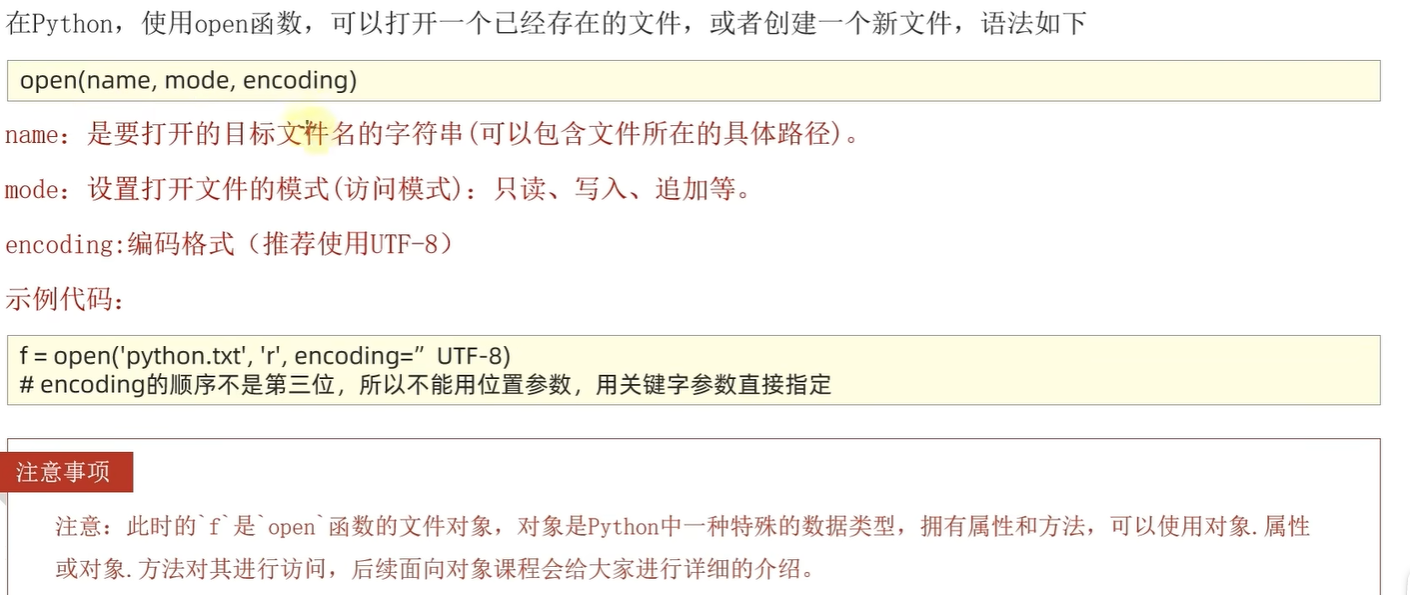 在Python，使用open函数，可以打开一个已经存在的文件，或者创建一个新文件，语法如下
open(name, mode, encoding)
name：是要打开的目标文件名的字符串(可以包含文件所在的具体路径)。
mode：设置打开文件的模式(访问模式)：只读、写入、追加等。
encoding:编码格式（推荐使用UTF-8）
示例代码：
f = open('python.txt', 'r', encoding=”UTF-8)
# encoding的顺序不是第三位，所以不能用位置参数，用关键字参数直接指定
注意事项
注意：此时的`f`是`open`函数的文件对象，对象是Python中一种特殊的数据类型，拥有属性和方法，可以使用对象.属性
或对象.方法对其进行访问，后续面向对象课程会给大家进行详细的介绍。